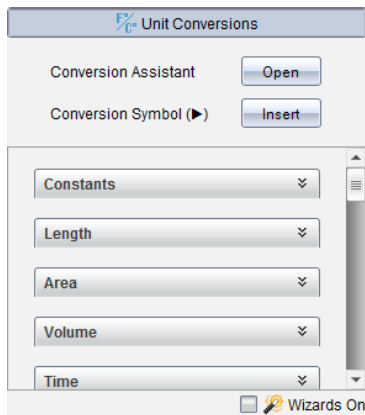 F°/C° Unit Conversions
Conversion Assistant Open
Conversion Symbol (▶) Insert
Constants
Length
Area
Volume
Time
Wizards On